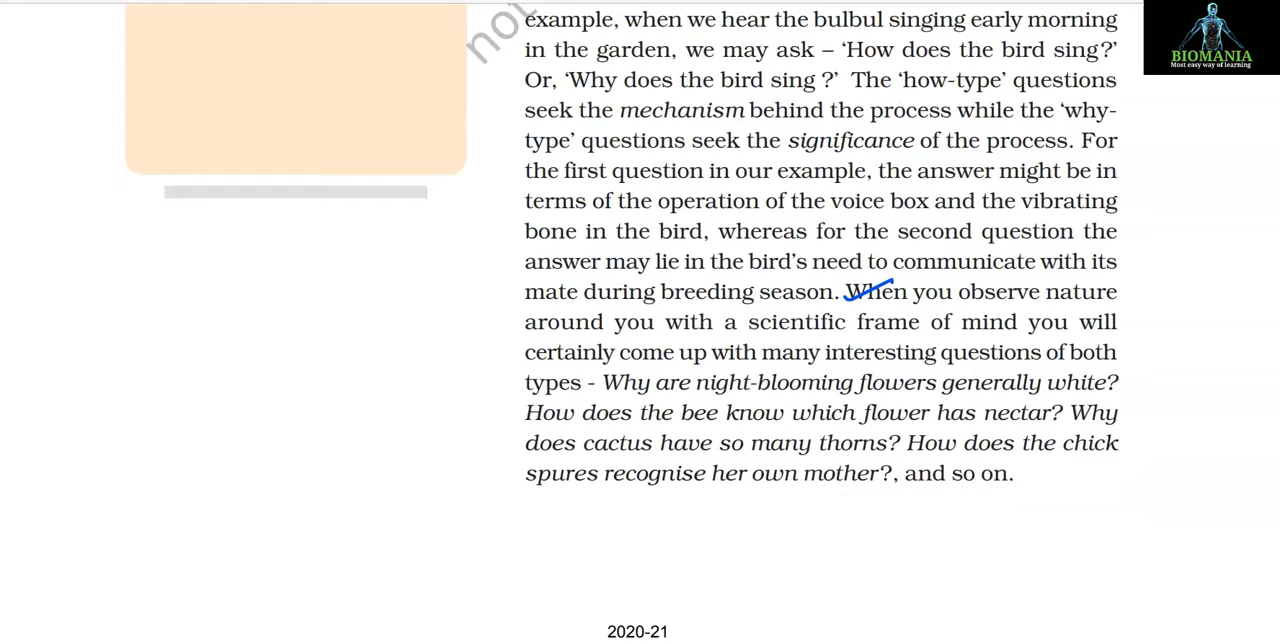 example, when we hear the bulbul singing early morning
in the garden, we may ask – ‘How does the bird sing?’
Or, ‘Why does the bird sing ?’ The ‘how-type’ questions
seek the mechanism behind the process while the ‘why-
type’ questions seek the significance of the process. For
the first question in our example, the answer might be in
terms of the operation of the voice box and the vibrating
bone in the bird, whereas for the second question the
answer may lie in the bird’s need to communicate with its
mate during breeding season. When you observe nature
around you with a scientific frame of mind you will
certainly come up with many interesting questions of both
types - Why are night-blooming flowers generally white?
How does the bee know which flower has nectar? Why
does cactus have so many thorns? How does the chick
spures recognise her own mother?, and so on.
2020-21
not
BIOMANIA
Most easy way of learning